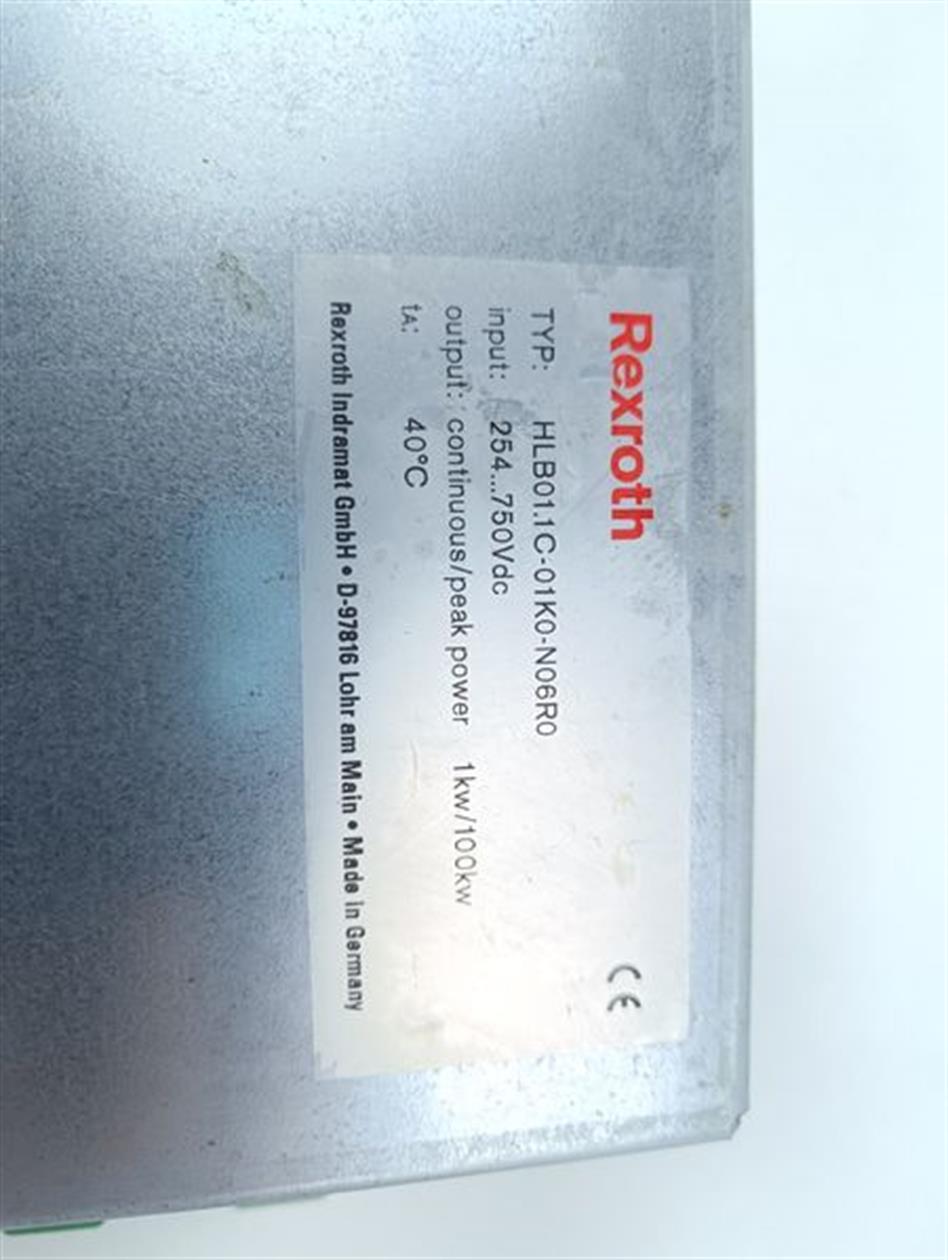 Rexroth CE
TYP: HLB01.1C-01K0-N06R0
input: 254...750Vdc
output: continuous/peak power 1kw/100kw
tA: 40°C
Rexroth Indramat GmbH • D-97816 Lohr am Main • Made in Germany